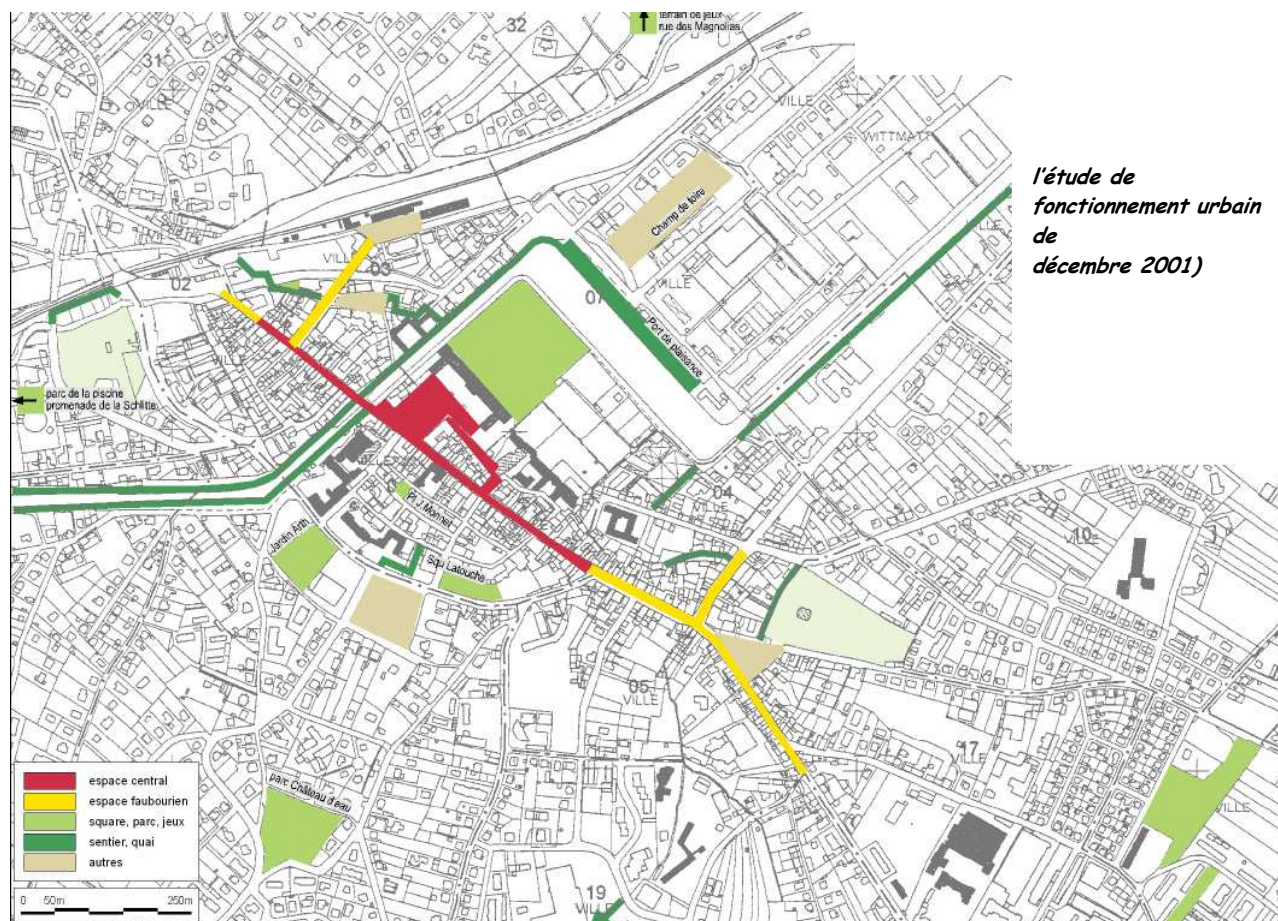 terrain de jeux
rue des Magnolias
32
31
VILLE
VILLE
WITTMATT
l'étude de
fonctionnement urbain
de
décembre 2001)
Champ de foire
VILLE
VILLE
03
02
07
VILLE
Port de plaisance
parc de la piscine
promenade de la Schlitte
Pl J.Monnet
04
VILLE
10
Jardin Arth
Squ Latouche
05
VILLE
17
parc Château d'eau
VILLE
19
VILLE
espace central
espace faubourien
square, parc, jeux
sentier, quai
autres
0 50m 250m